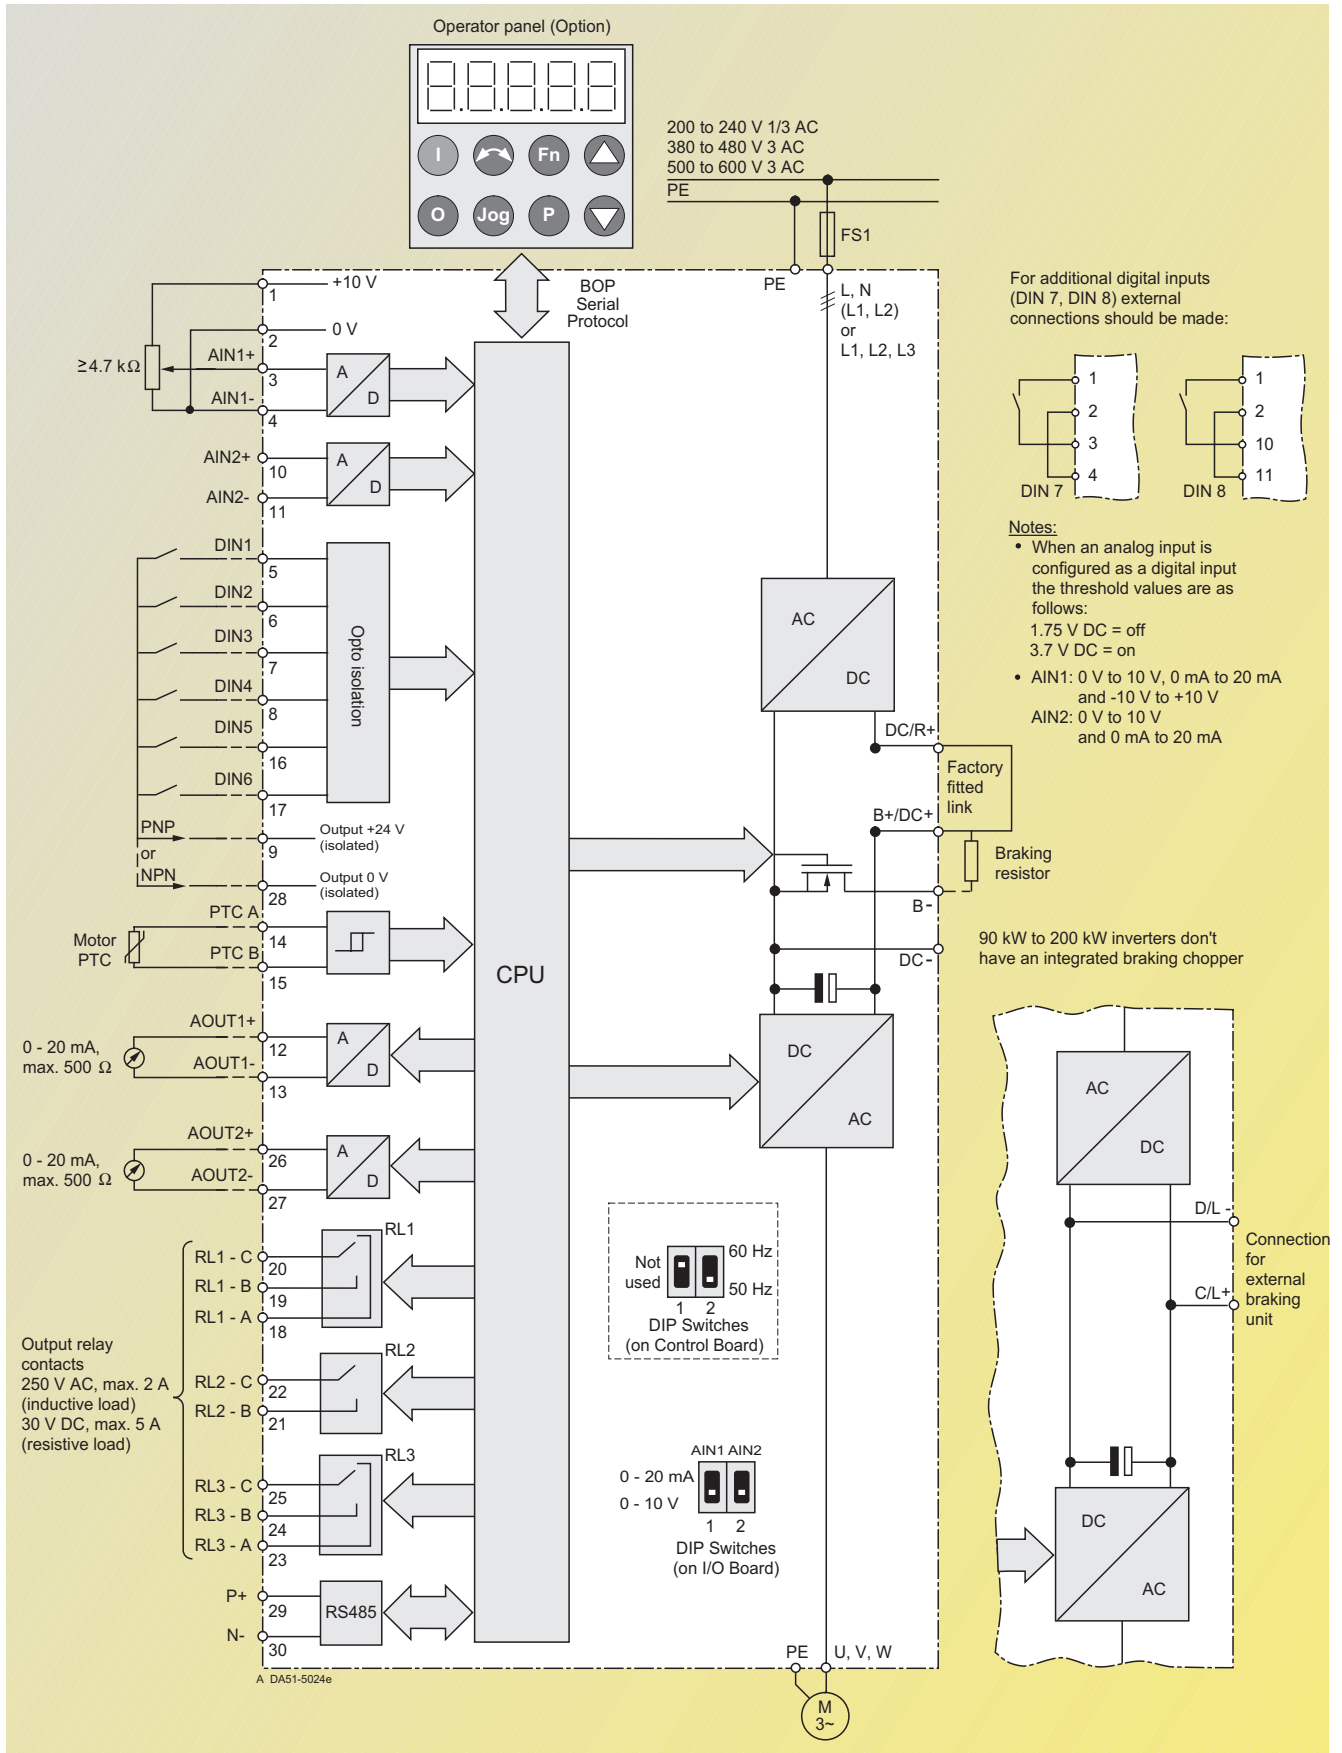 Operator panel (Option)
I
Fn
O
Jog
P
200 to 240 V 1/3 AC
380 to 480 V 3 AC
500 to 600 V 3 AC
PE
FS1
PE
BOP
Serial
Protocol
L, N
(L1, L2)
or
L1, L2, L3
+10 V
1
0 V
2
≥4.7 kΩ
AIN1+
3
AIN1-
4
A
D
AIN2+
10
AIN2-
11
A
D
DIN1
5
DIN2
6
DIN3
7
DIN4
8
DIN5
16
DIN6
17
Opto isolation
PNP
or
NPN
9
Output +24 V
(isolated)
28
Output 0 V
(isolated)
Motor
PTC
PTC A
14
PTC B
15
CPU
0 - 20 mA,
max. 500 Ω
AOUT1+
12
AOUT1-
13
A
D
0 - 20 mA,
max. 500 Ω
AOUT2+
26
AOUT2-
27
A
D
Output relay
contacts
250 V AC, max. 2 A
(inductive load)
30 V DC, max. 5 A
(resistive load)
RL1
RL1 - C
20
RL1 - B
19
RL1 - A
18
RL2
RL2 - C
22
RL2 - B
21
RL3
RL3 - C
25
RL3 - B
24
RL3 - A
23
P+
29
N-
30
RS485
A DA51-5024e
AC
DC
DC/R+
Factory
fitted
link
B+/DC+
Braking
resistor
B-
DC-
DC
AC
Not
used
60 Hz
50 Hz
1 2
DIP Switches
(on Control Board)
AIN1 AIN2
0 - 20 mA
0 - 10 V
1 2
DIP Switches
(on I/O Board)
PE
U, V, W
M
3~
For additional digital inputs
(DIN 7, DIN 8) external
connections should be made:
1
2
3
4
DIN 7
1
2
10
11
DIN 8
Notes:
• When an analog input is
configured as a digital input
the threshold values are as
follows:
1.75 V DC = off
3.7 V DC = on
• AIN1: 0 V to 10 V, 0 mA to 20 mA
and -10 V to +10 V
AIN2: 0 V to 10 V
and 0 mA to 20 mA
90 kW to 200 kW inverters don't
have an integrated braking chopper
AC
DC
D/L -
Connection
for
external
braking
unit
C/L+
DC
AC